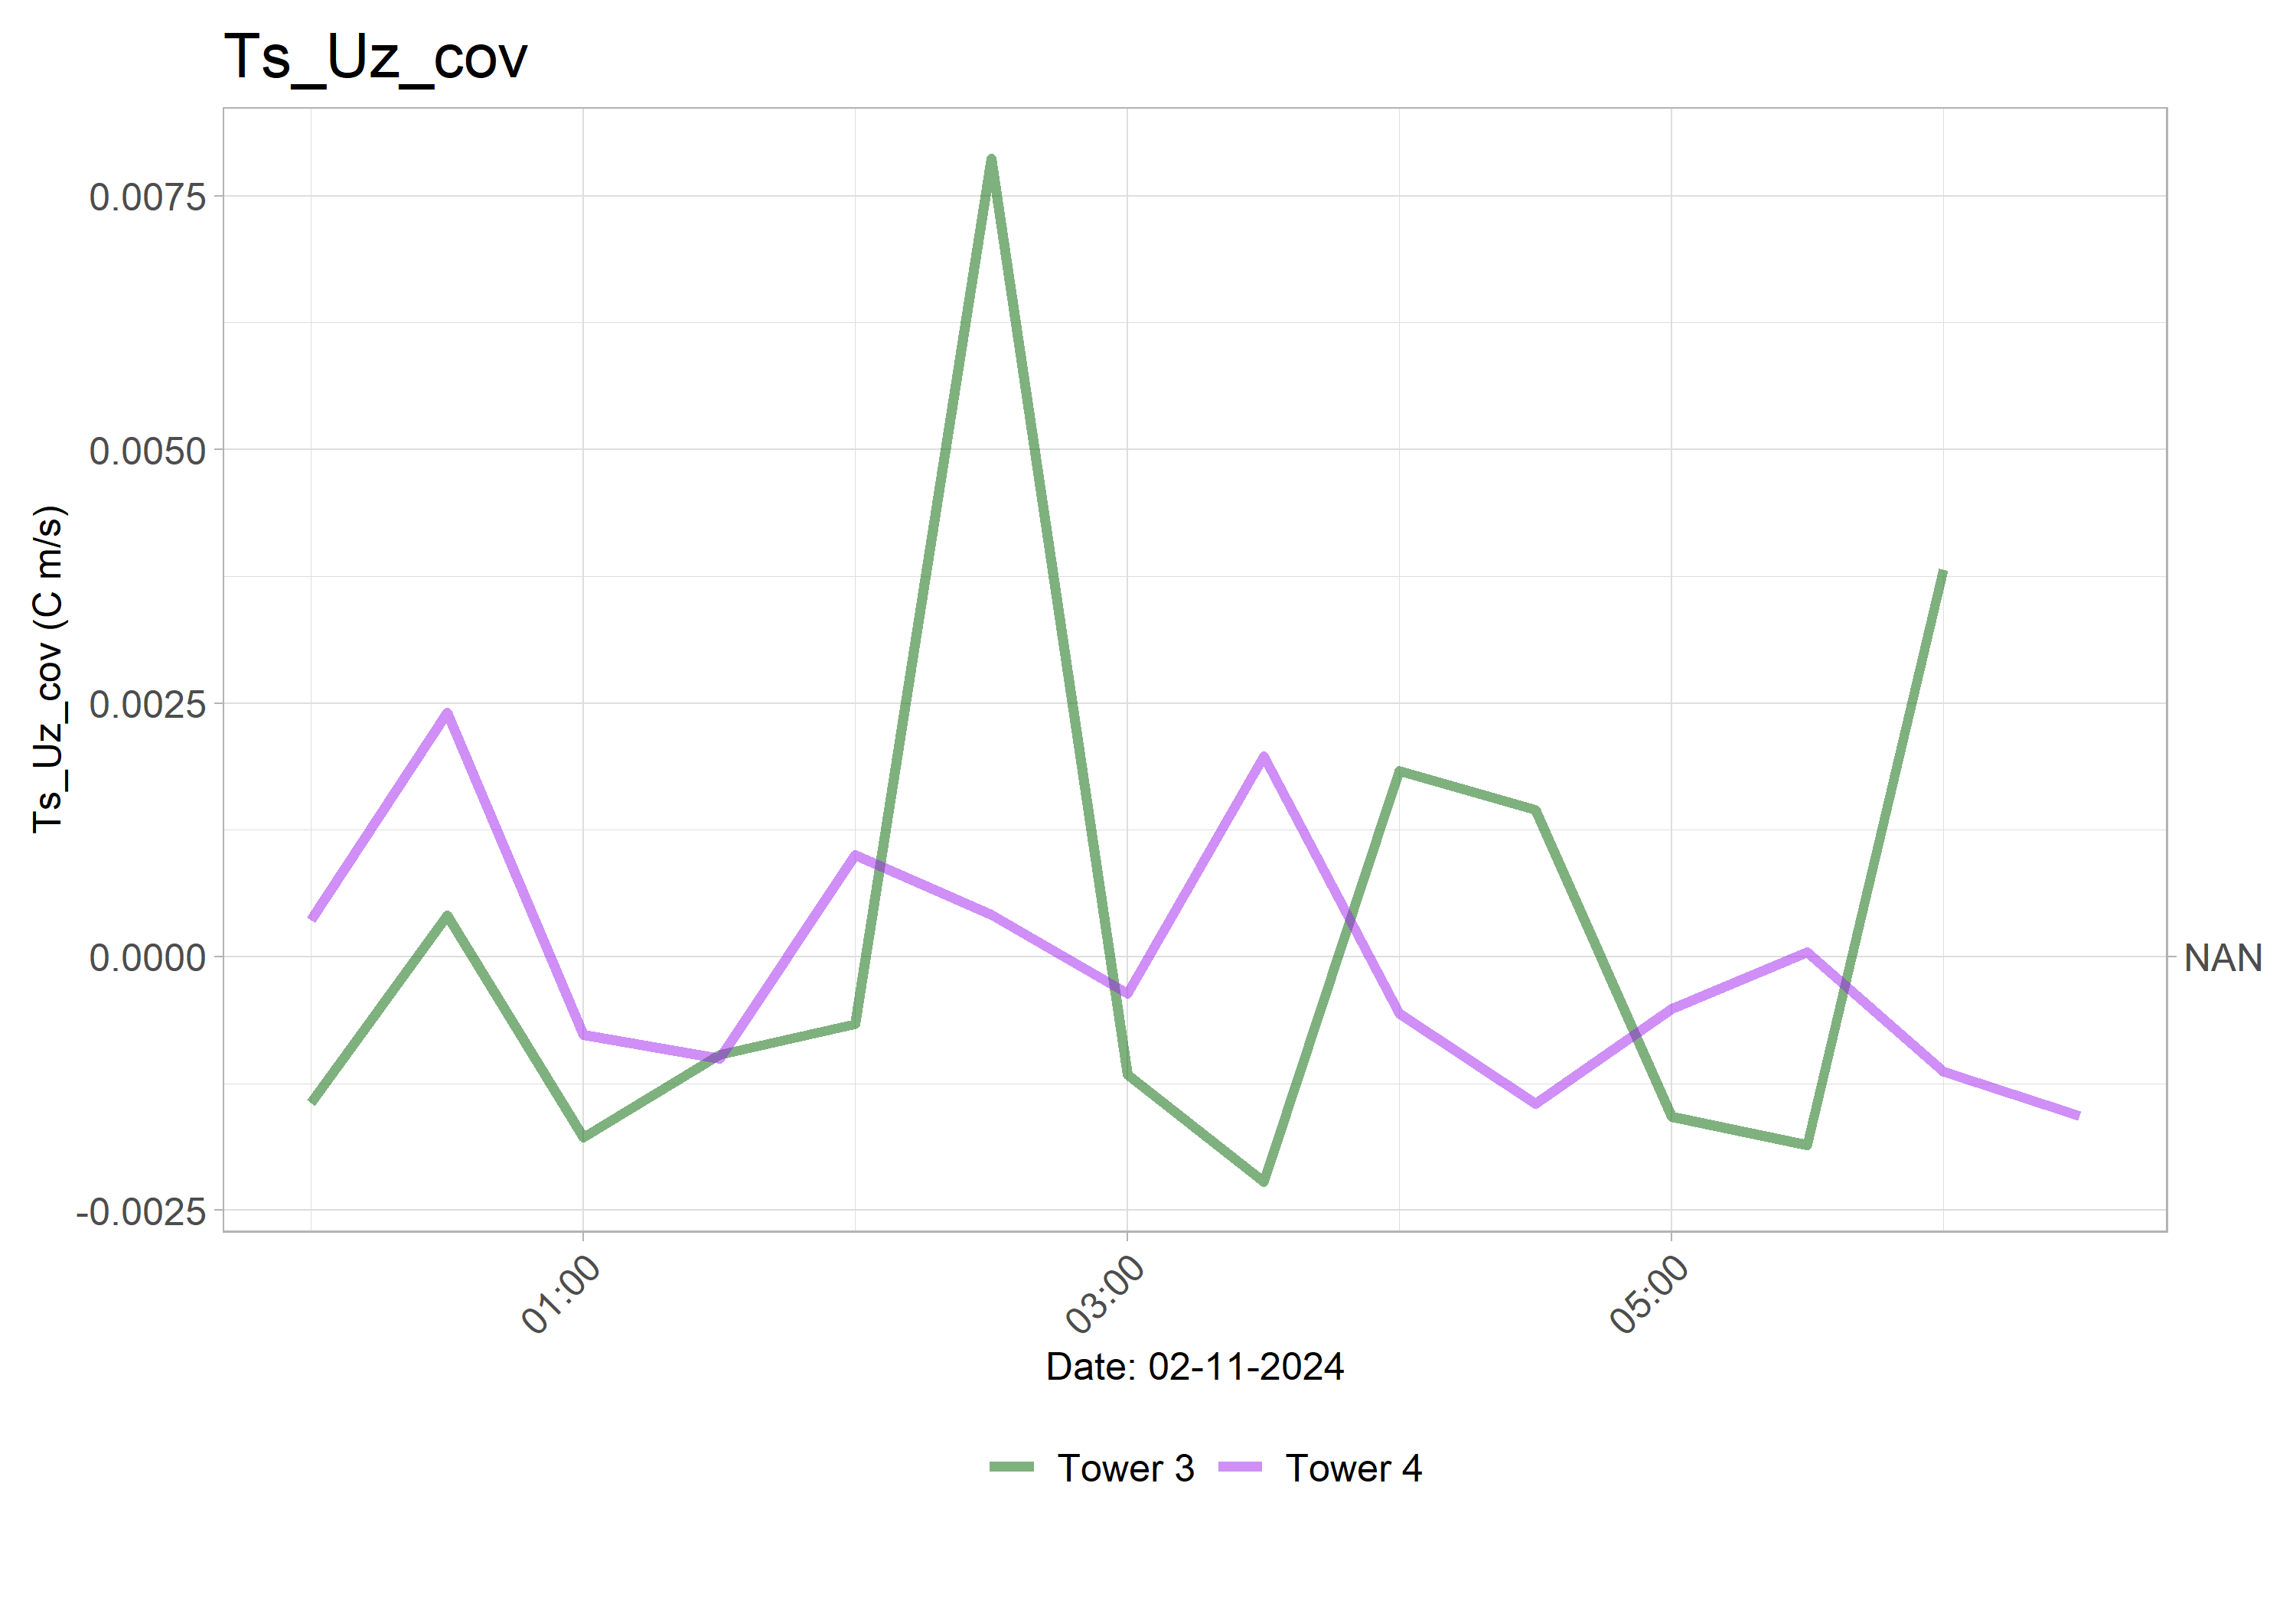 Ts_Uz_cov
Ts_Uz_cov (C m/s)
0.0075
0.0050
0.0025
0.0000
-0.0025
NAN
01:00
03:00
05:00
Date: 02-11-2024
Tower 3
Tower 4